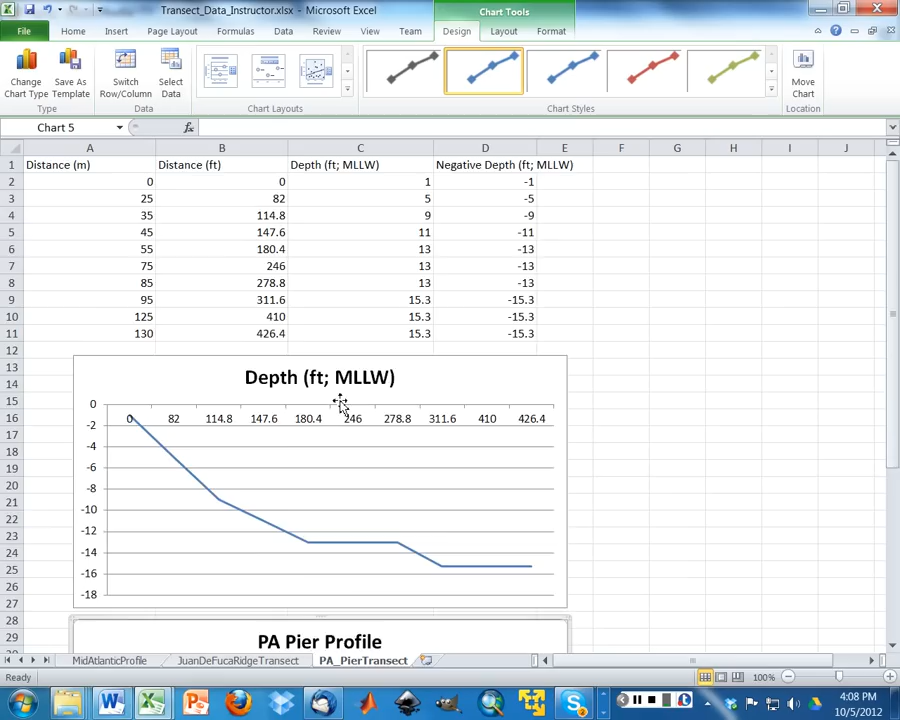 Transect_Data_Instructor.xlsx - Microsoft Excel
Chart Tools
File Home Insert Page Layout Formulas Data Review View Team Design Layout Format
Change Chart Type
Save As Template
Switch Row/Column
Select Data
Move Chart
Type Data Chart Layouts Chart Styles Location
Chart 5 fx
A B C D E F G H I J
1 Distance (m) Distance (ft) Depth (ft; MLLW) Negative Depth (ft; MLLW)
2 0 0 1 -1
3 25 82 5 -5
4 35 114.8 9 -9
5 45 147.6 11 -11
6 55 180.4 13 -13
7 75 246 13 -13
8 85 278.8 13 -13
9 95 311.6 15.3 -15.3
10 125 410 15.3 -15.3
11 130 426.4 15.3 -15.3
12
13
14
15
16
17
18
19
20
21
22
23
24
25
26
27
28
29
Depth (ft; MLLW)
0
0 82 114.8 147.6 180.4 246 278.8 311.6 410 426.4
-2
-4
-6
-8
-10
-12
-14
-16
-18
PA Pier Profile
MidAtlanticProfile JuanDeFucaRidgeTransect PA_PierTransect
Ready 100%
4:08 PM
10/5/2012